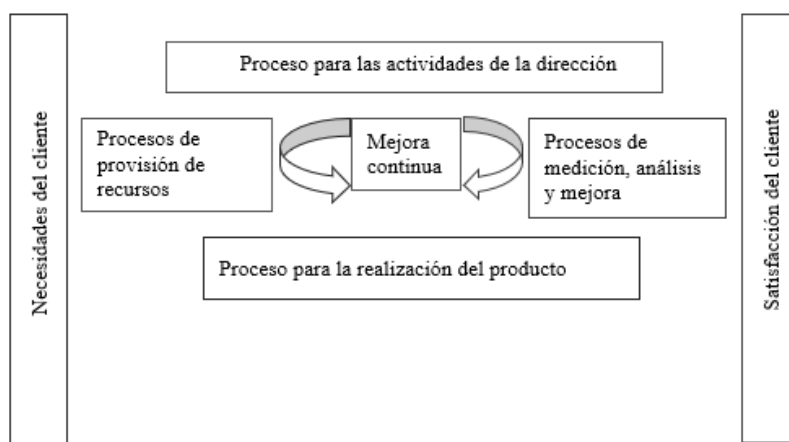 Necesidades del cliente
Proceso para las actividades de la dirección
Procesos de
provisión de
recursos
Mejora
continua
Procesos de
medición, análisis
y mejora
Proceso para la realización del producto
Satisfacción del cliente